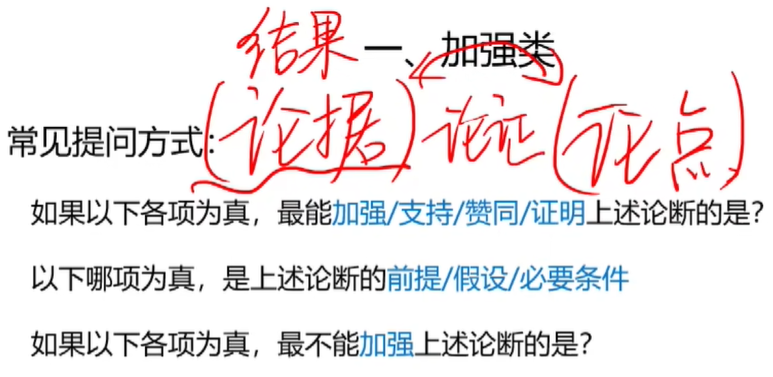 结果
一、加强类
(论据) 论证 (论点)
常见提问方式：
如果以下各项为真，最能加强/支持/赞同/证明上述论断的是？
以下哪项为真，是上述论断的前提/假设/必要条件
如果以下各项为真，最不能加强上述论断的是？